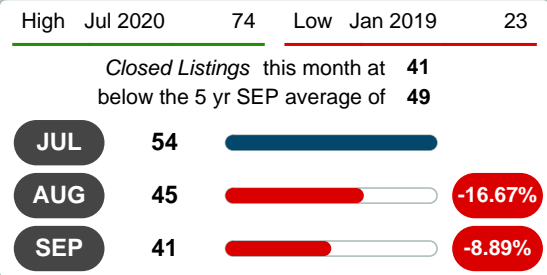 High Jul 2020 74 Low Jan 2019 23
Closed Listings this month at 41
below the 5 yr SEP average of 49
JUL 54
AUG 45 -16.67%
SEP 41 -8.89%